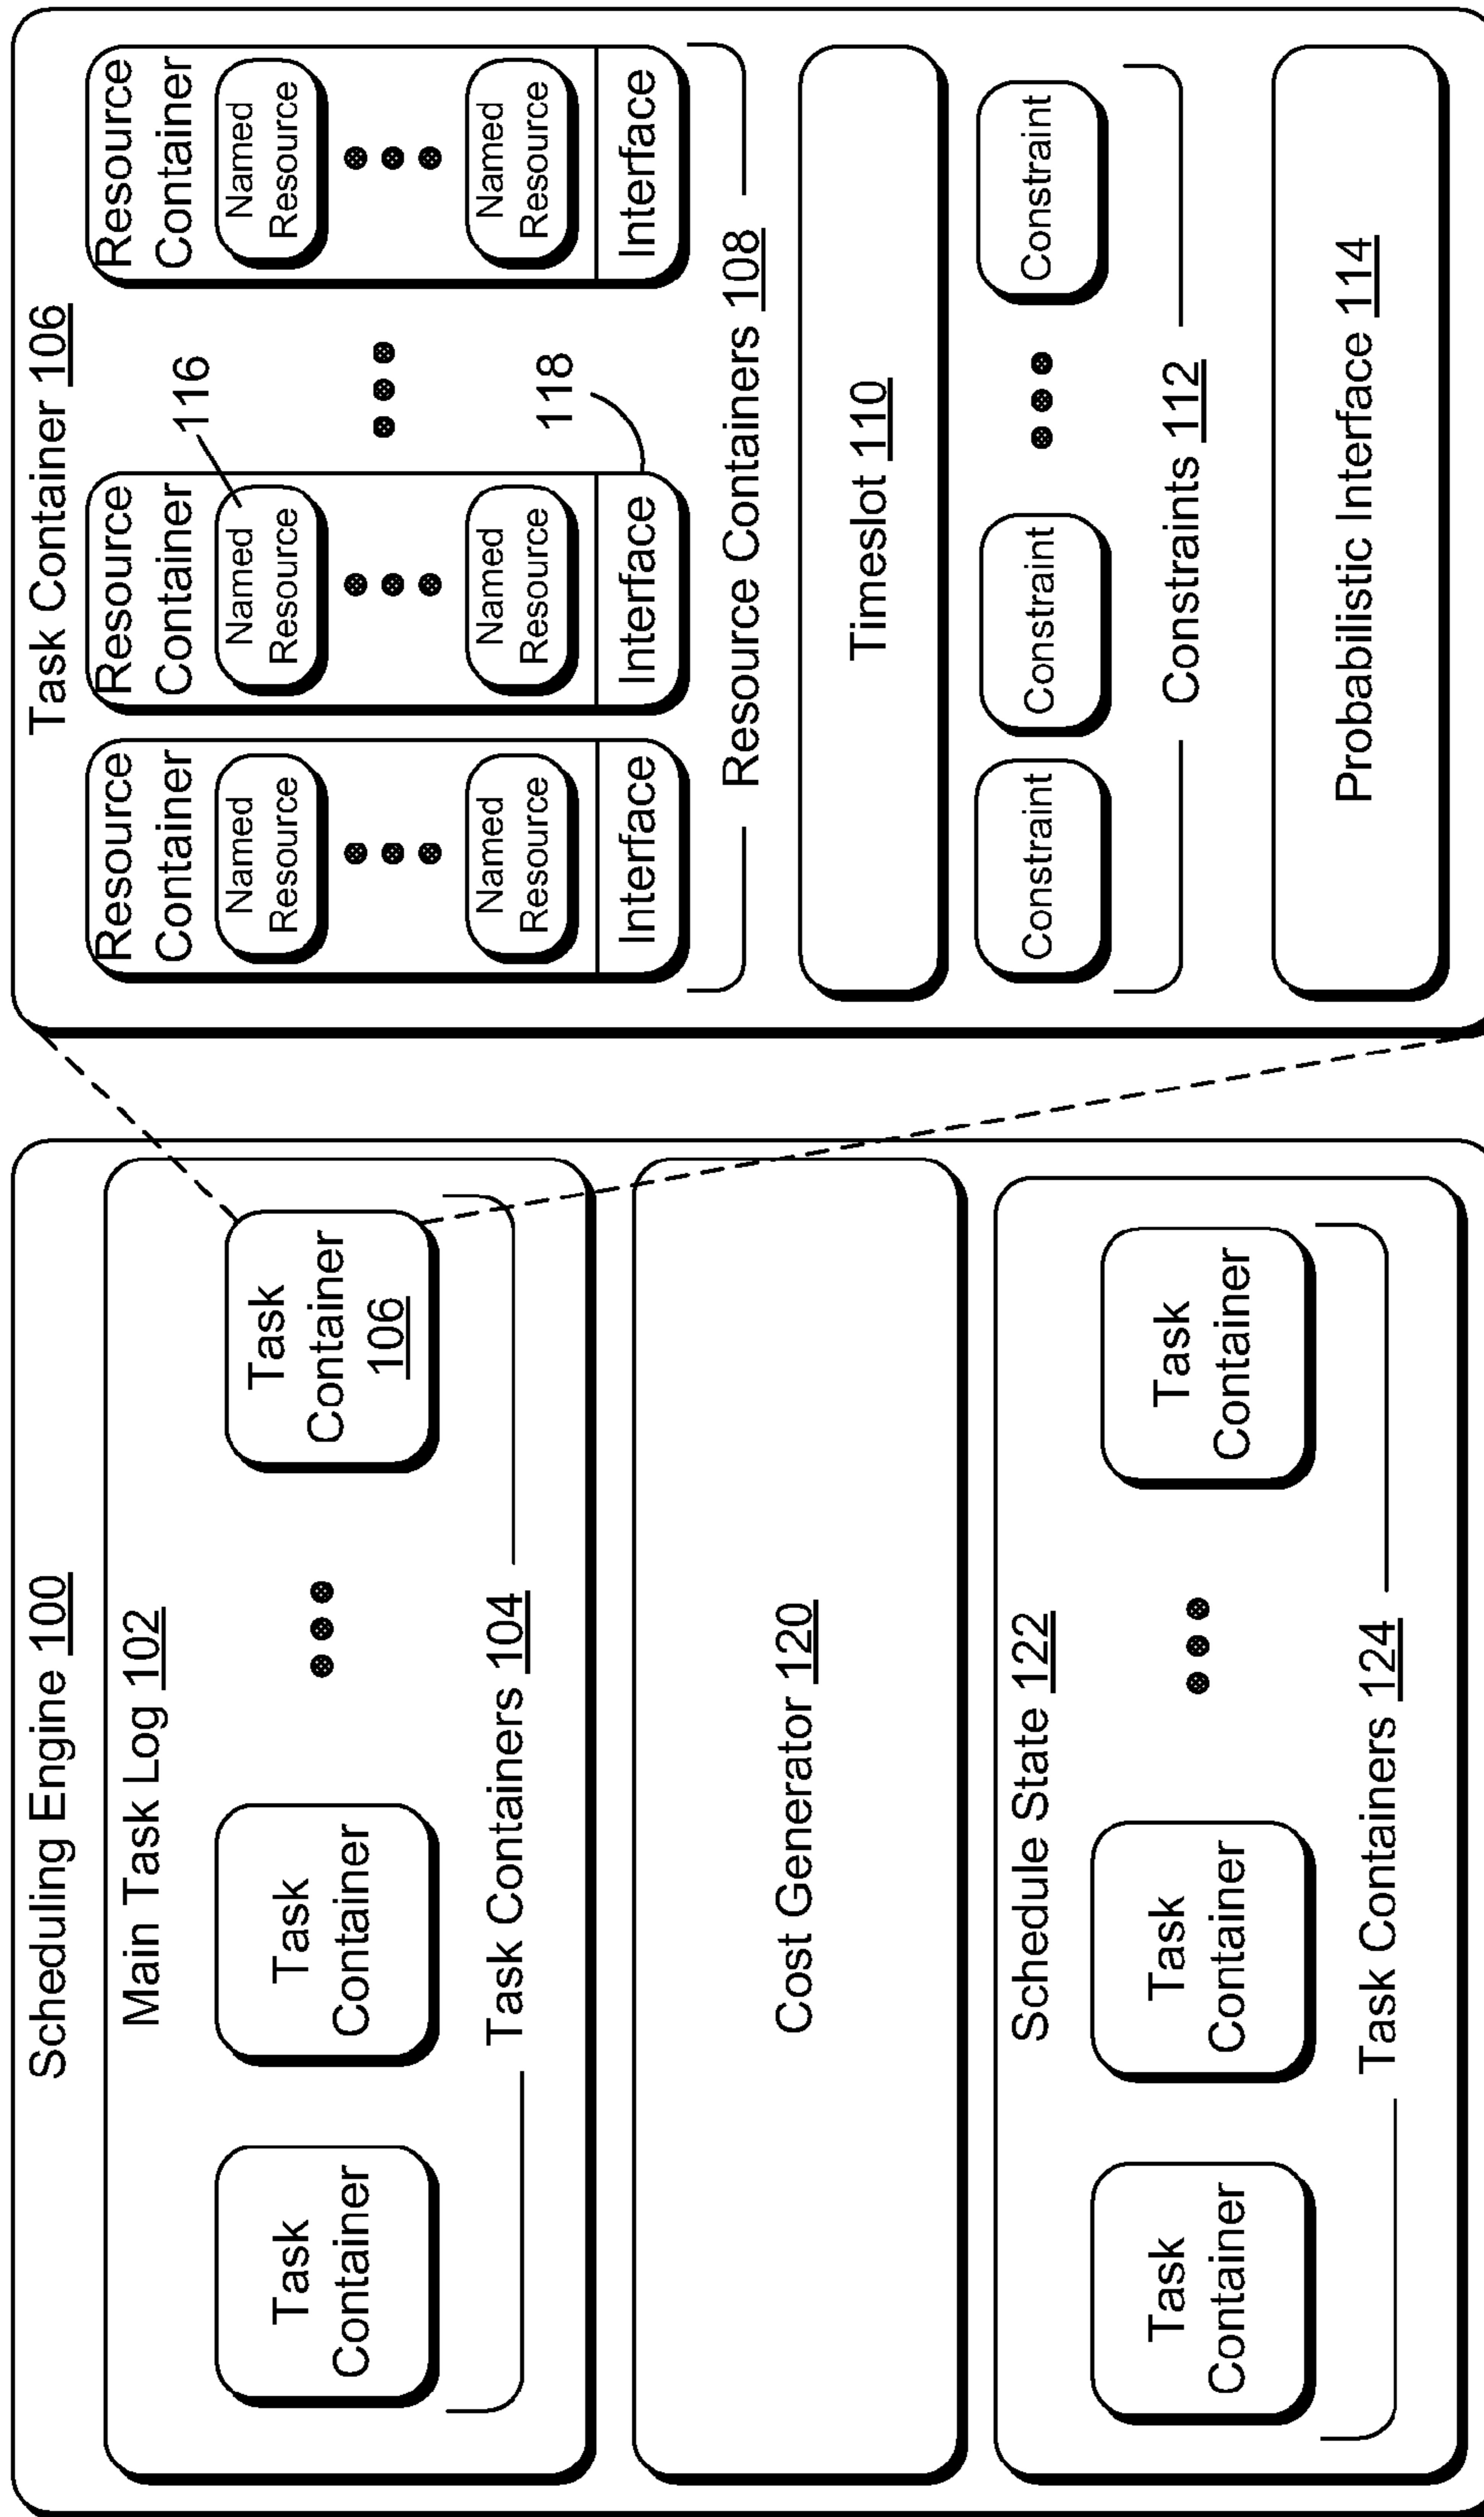 Scheduling Engine 100
Main Task Log 102
Task
Container
Task
Container
Task
Container
106
Task Containers 104
Cost Generator 120
Schedule State 122
Task
Container
Task
Container
Task
Container
Task Containers 124
Task Container 106
Resource
Container
Named
Resource
Named
Resource
Interface
Resource
Container
Named
Resource
Named
Resource
Interface
116
118
Resource
Container
Named
Resource
Named
Resource
Interface
Resource Containers 108
Timeslot 110
Constraint
Constraint
Constraint
Constraints 112
Probabilistic Interface 114